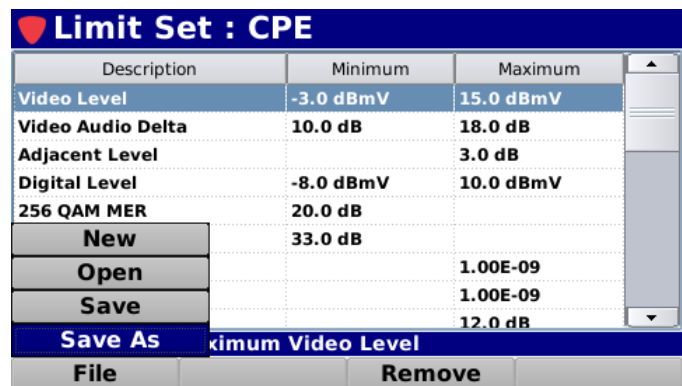 Limit Set : CPE
Description Minimum Maximum
Video Level -3.0 dBmV 15.0 dBmV
Video Audio Delta 10.0 dB 18.0 dB
Adjacent Level 3.0 dB
Digital Level -8.0 dBmV 10.0 dBmV
256 QAM MER 20.0 dB
New 33.0 dB
Open 1.00E-09
Save 1.00E-09
12.0 dB
Save As Video Level
File Remove